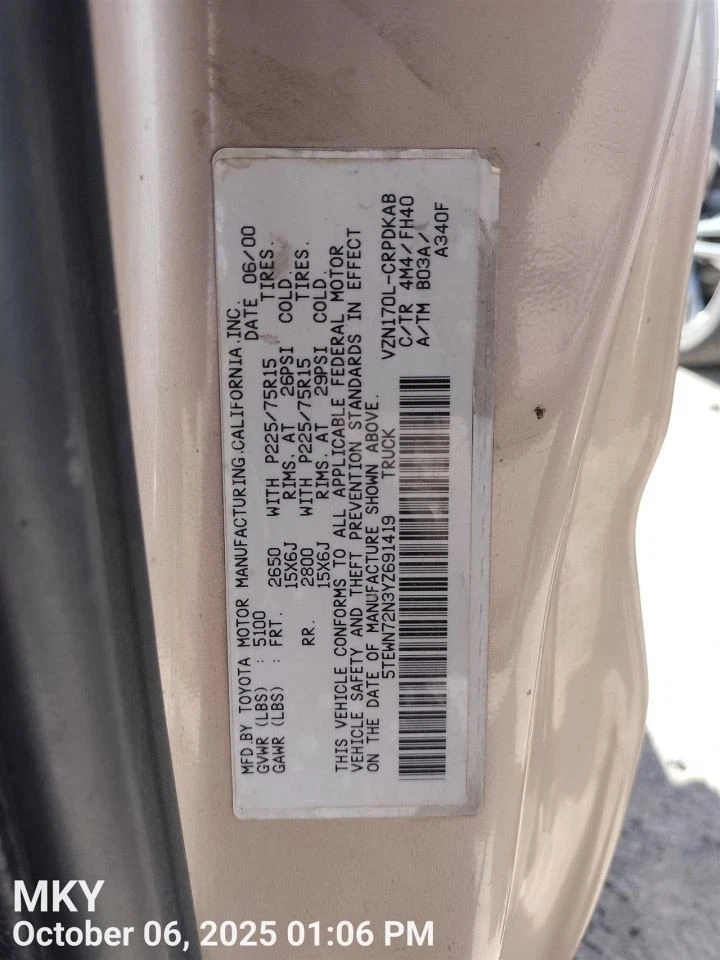 MFD.BY TOYOTA MOTOR MANUFACTURING.CALIFORNIA.INC.
GVWR (LBS) : 5100 DATE 06/00
GAWR (LBS) : FRT. 2650 WITH P225/75R15 TIRES.
15X6J RIMS. AT 26PSI COLD.
RR. 2800 WITH P225/75R15 TIRES.
15X6J RIMS. AT 29PSI COLD.
THIS VEHICLE CONFORMS TO ALL APPLICABLE FEDERAL MOTOR
VEHICLE SAFETY AND THEFT PREVENTION STANDARDS IN EFFECT
ON THE DATE OF MANUFACTURE SHOWN ABOVE.
5TEWN72N3YZ691419 TRUCK
VZN170L-CRPDKAB
C/TR 4M4/FH40
A/TM B03A/
A340F
MKY
October 06, 2025 01:06 PM